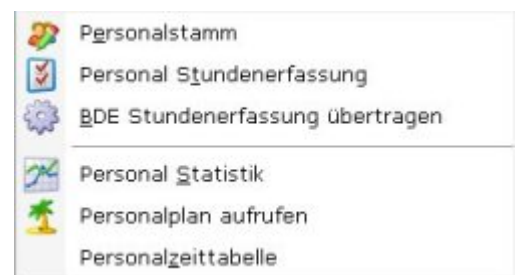 Personalstamm
Personal Stundenerfassung
BDE Stundenerfassung übertragen
Personal Statistik
Personalplan aufrufen
Personalzeittabelle